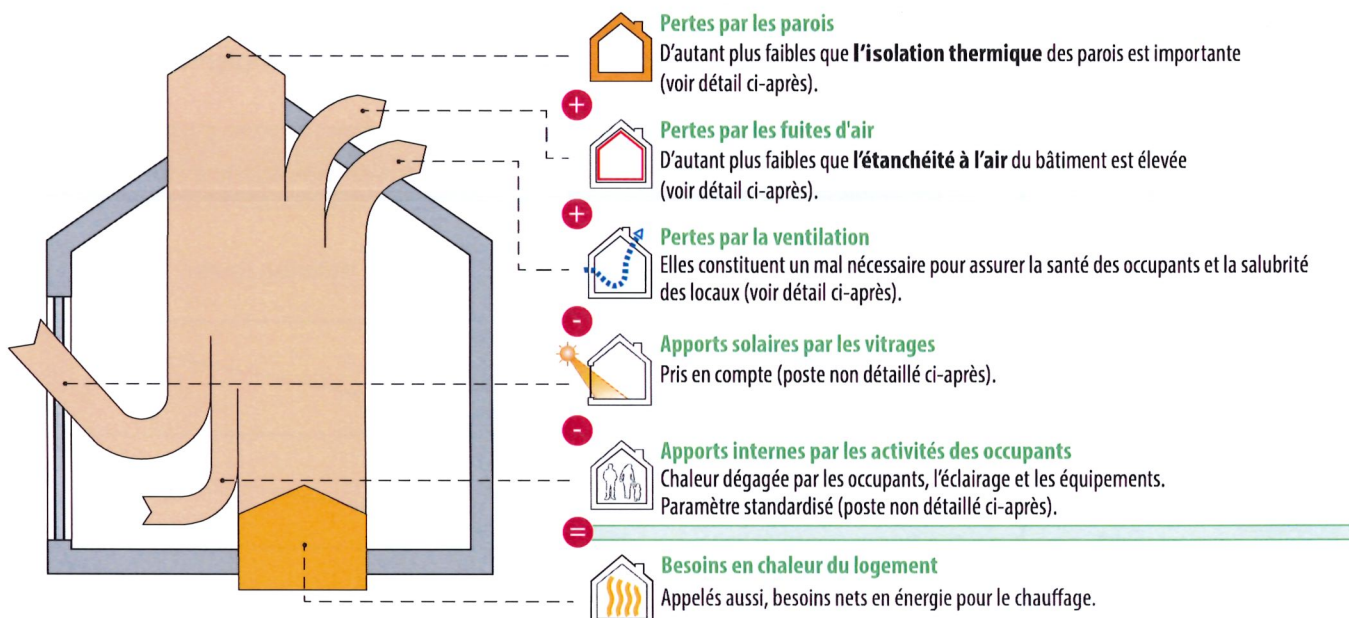 Pertes par les parois
D'autant plus faibles que l'isolation thermique des parois est importante
(voir détail ci-après).
+
Pertes par les fuites d'air
D'autant plus faibles que l'étanchéité à l'air du bâtiment est élevée
(voir détail ci-après).
+
Pertes par la ventilation
Elles constituent un mal nécessaire pour assurer la santé des occupants et la salubrité
des locaux (voir détail ci-après).
-
Apports solaires par les vitrages
Pris en compte (poste non détaillé ci-après).
-
Apports internes par les activités des occupants
Chaleur dégagée par les occupants, l'éclairage et les équipements.
Paramètre standardisé (poste non détaillé ci-après).
=
Besoins en chaleur du logement
Appelés aussi, besoins nets en énergie pour le chauffage.